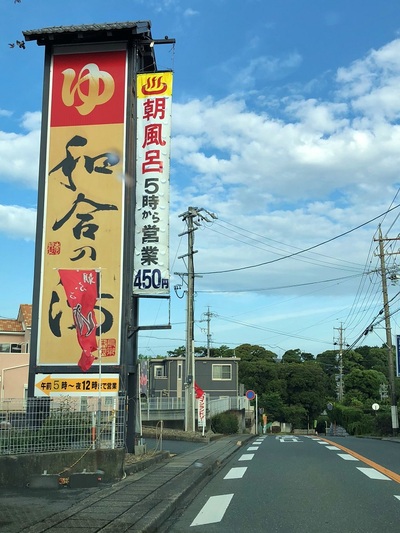 ゆ
和合の湯
朝風呂
5時から営業
450円
午前5時〜夜12時まで営業